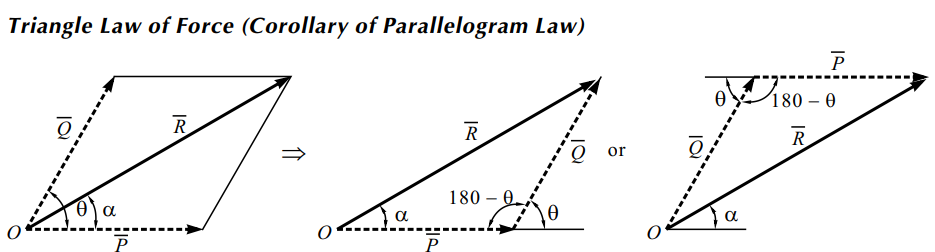 Triangle Law of Force (Corollary of Parallelogram Law)
Q̅
R̅
θ
α
O
P̅
⇒
R̅
Q̅
180 – θ
θ
α
O
P̅
or
P̅
θ
180 – θ
Q̅
R̅
α
O